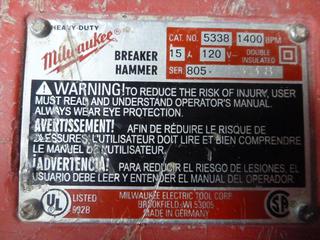 HEAVY-DUTY
Milwaukee
BREAKER
HAMMER
CAT. NO. 5338 1400 BPM
15 A 120 V~ DOUBLE INSULATED
SER 805-
WARNING! TO REDUCE THE RISK OF INJURY, USER
MUST READ AND UNDERSTAND OPERATOR'S MANUAL.
ALWAYS WEAR EYE PROTECTION.
AVERTISSEMENT! AFIN DE RÉDUIRE LE RISQUE DE
BLESSURES, L'UTILISATEUR DOIT LIRE ET BIEN COMPRENDRE
LE MANUEL DE L'UTILISATEUR.
¡ADVERTENCIA! PARA REDUCIR EL RIESGO DE LESIONES, EL
USUARIO DEBE LEER Y ENTENDER EL MANUAL DEL OPERADOR.
UL LISTED
992B
MILWAUKEE ELECTRIC TOOL CORP.
BROOKFIELD, WI 53005
MADE IN GERMANY
UL